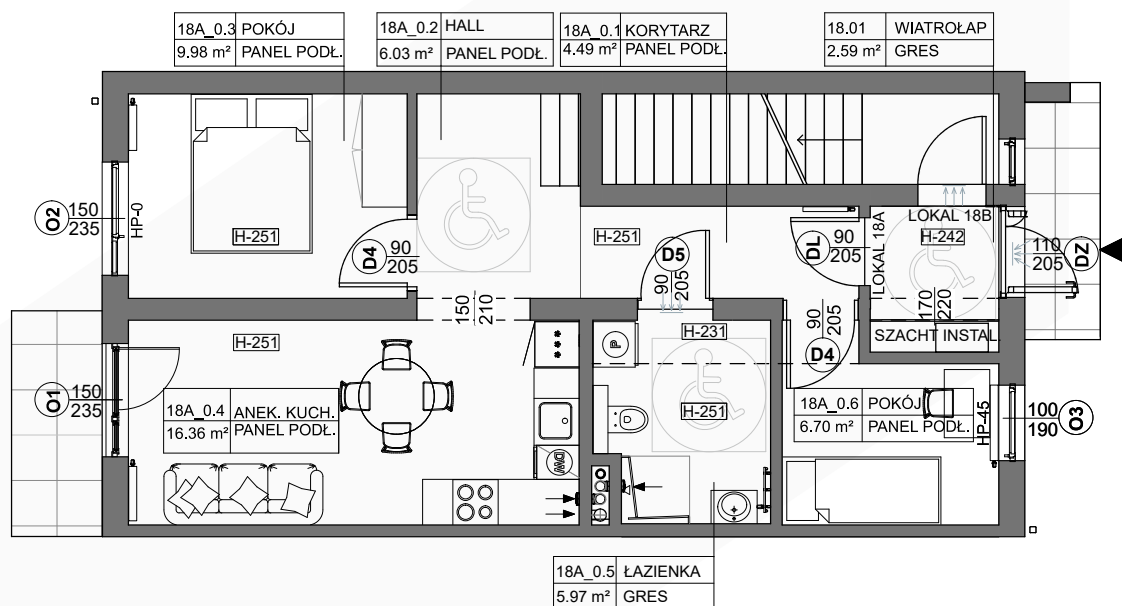 18A_0.3 POKÓJ
9.98 m² PANEL PODŁ.
18A_0.2 HALL
6.03 m² PANEL PODŁ.
18A_0.1 KORYTARZ
4.49 m² PANEL PODŁ.
18.01 WIATROŁAP
2.59 m² GRES
O2
150
235
HP-0
H-251
D4
90
205
H-251
D5
90
205
DL
90
205
LOKAL 18A
LOKAL 18B
H-242
110
205
DZ
150
210
170
220
SZACHT INSTAL.
90
205
D4
H-251
H-231
P
O1
150
235
18A_0.4 ANEK. KUCH.
16.36 m² PANEL PODŁ.
H-251
18A_0.6 POKÓJ
6.70 m² PANEL PODŁ.
HP-45
100
190
O3
DW
18A_0.5 ŁAZIENKA
5.97 m² GRES